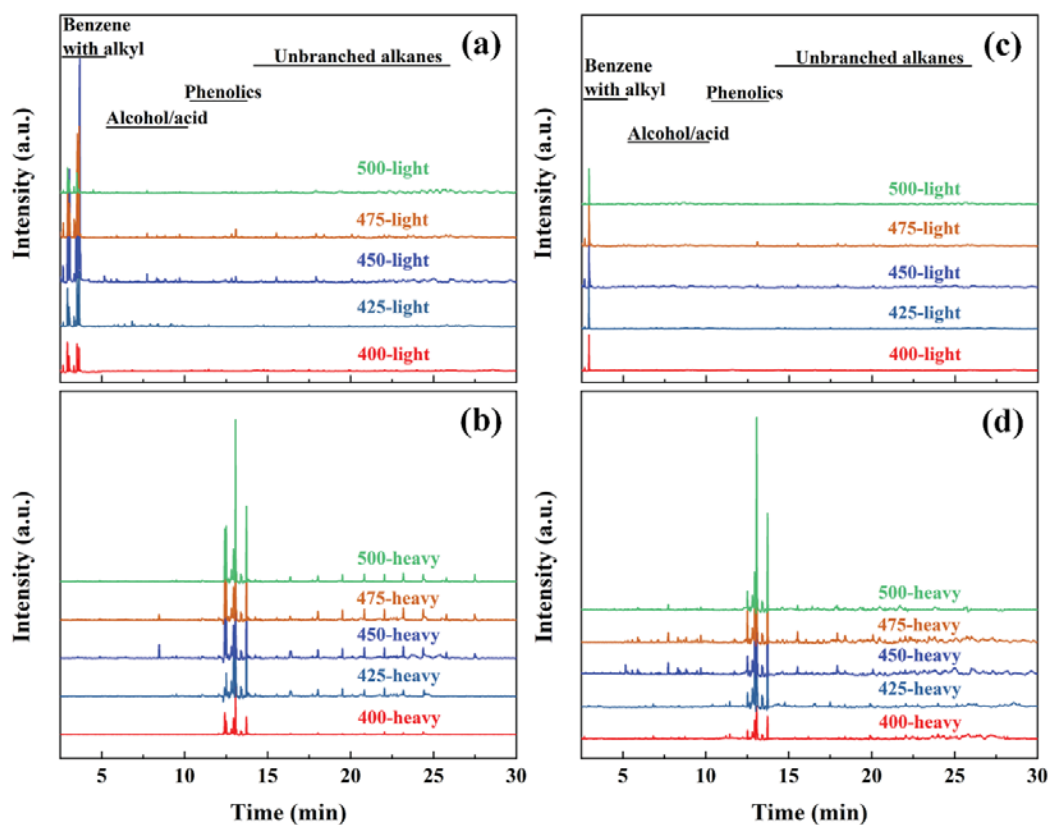 Benzene
with alkyl
(a)
Unbranched alkanes
Phenolics
Alcohol/acid
500-light
475-light
450-light
425-light
400-light
Intensity (a.u.)
(c)
Unbranched alkanes
Benzene
with alkyl
Phenolics
Alcohol/acid
500-light
475-light
450-light
425-light
400-light
Intensity (a.u.)
(b)
500-heavy
475-heavy
450-heavy
425-heavy
400-heavy
Intensity (a.u.)
5 10 15 20 25 30
Time (min)
(d)
500-heavy
475-heavy
450-heavy
425-heavy
400-heavy
Intensity (a.u.)
5 10 15 20 25 30
Time (min)